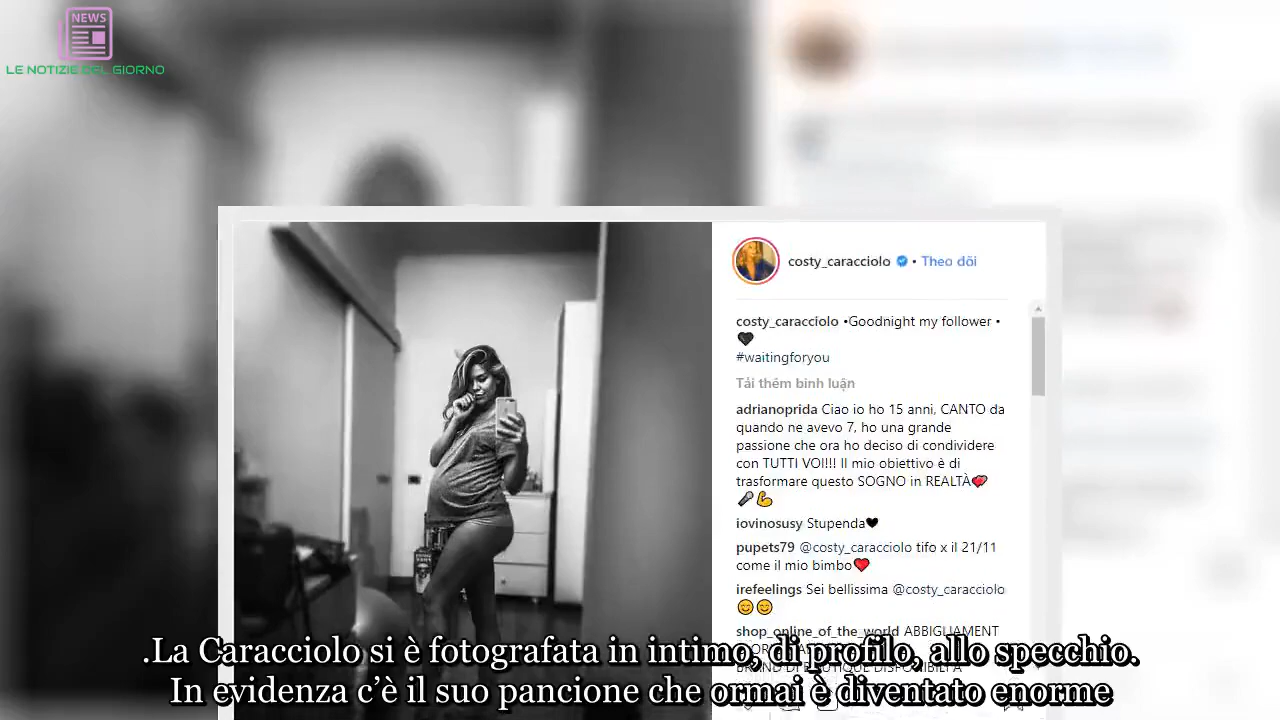 NEWS
LE NOTIZIE DEL GIORNO
costy_caracciolo • Theo dõi
costy_caracciolo •Goodnight my follower •
🖤
#waitingforyou
Tải thêm bình luận
adrianoprida Ciao io ho 15 anni, CANTO da
quando ne avevo 7, ho una grande
passione che ora ho deciso di condividere
con TUTTI VOI!!! Il mio obiettivo è di
trasformare questo SOGNO in REALTÀ💕
🎤💪
iovinosusy Stupenda🖤
pupets79 @costy_caracciolo tifo x il 21/11
come il mio bimbo❤️
irefeelings Sei bellissima @costy_caracciolo
😊😊
shop_online_of_the_world ABBIGLIAMENT
.La Caracciolo si è fotografata in intimo, di profilo, allo specchio.
In evidenza c’è il suo pancione che ormai è diventato enorme